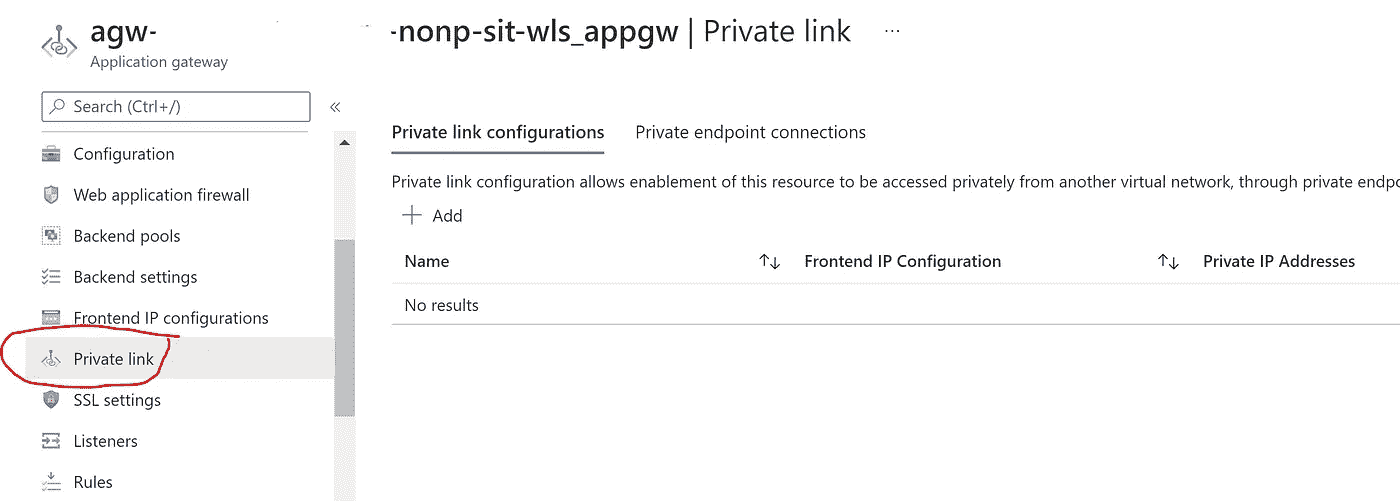 agw- -nonp-sit-wls_appgw | Private link ...
Application gateway
Search (Ctrl+/) «
Configuration
Web application firewall
Backend pools
Backend settings
Frontend IP configurations
Private link
SSL settings
Listeners
Rules
Private link configurations Private endpoint connections
Private link configuration allows enablement of this resource to be accessed privately from another virtual network, through private endpo
+ Add
Name ↑↓ Frontend IP Configuration ↑↓ Private IP Addresses
No results